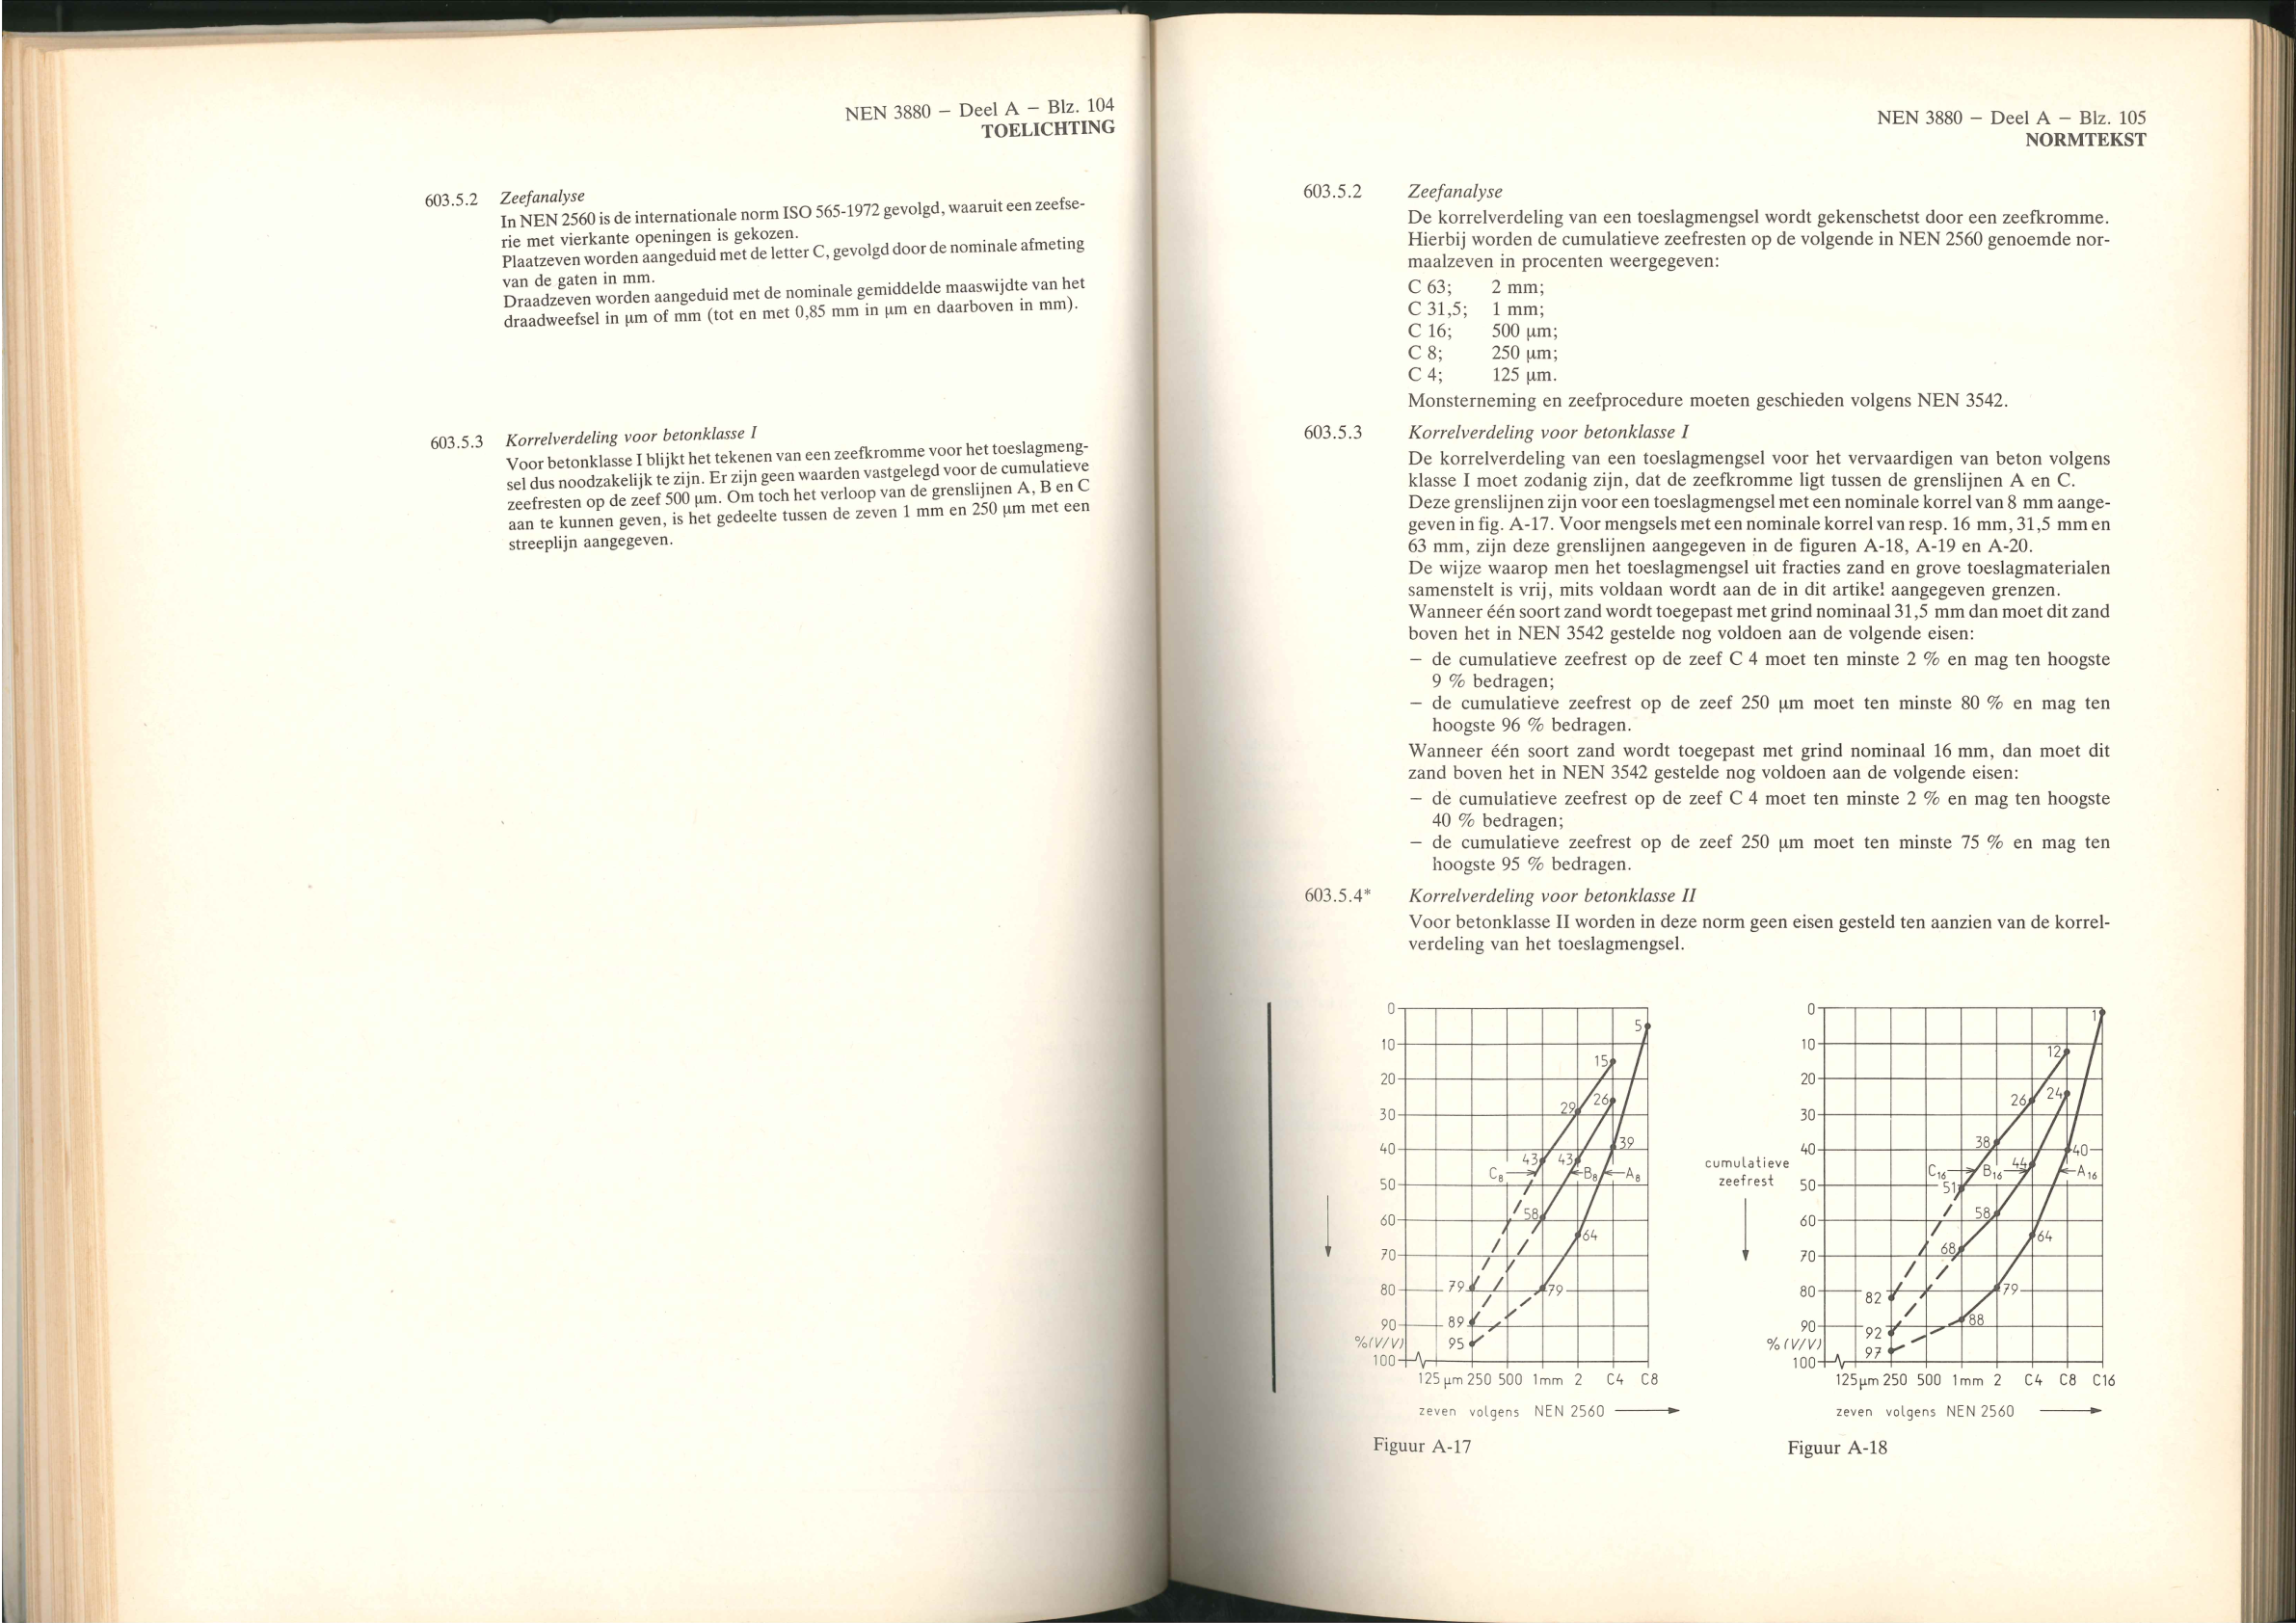 NEN 3880 — Deel A — Blz. 104
TOELICHTING
603.5.2 Zeefanalyse
In NEN 2560 is de internationale norm ISO 565-1972 gevolgd, waaruit een zeefse-
rie met vierkante openingen is gekozen.
Plaatzeven worden aangeduid met de letter C, gevolgd door de nominale afmeting
van de gaten in mm.
Draadzeven worden aangeduid met de nominale gemiddelde maaswijdte van het
draadweefsel in µm of mm (tot en met 0,85 mm in µm en daarboven in mm).
603.5.3 Korrelverdeling voor betonklasse I
Voor betonklasse I blijkt het tekenen van een zeefkromme voor het toeslagmeng-
sel dus noodzakelijk te zijn. Er zijn geen waarden vastgelegd voor de cumulatieve
zeefresten op de zeef 500 µm. Om toch het verloop van de grenslijnen A, B en C
aan te kunnen geven, is het gedeelte tussen de zeven 1 mm en 250 µm met een
streeplijn aangegeven.
NEN 3880 — Deel A — Blz. 105
NORMTEKST
603.5.2 Zeefanalyse
De korrelverdeling van een toeslagmengsel wordt gekenschetst door een zeefkromme.
Hierbij worden de cumulatieve zeefresten op de volgende in NEN 2560 genoemde nor-
maalzeven in procenten weergegeven:
C 63; 2 mm;
C 31,5; 1 mm;
C 16; 500 µm;
C 8; 250 µm;
C 4; 125 µm.
Monsterneming en zeefprocedure moeten geschieden volgens NEN 3542.
603.5.3 Korrelverdeling voor betonklasse I
De korrelverdeling van een toeslagmengsel voor het vervaardigen van beton volgens
klasse I moet zodanig zijn, dat de zeefkromme ligt tussen de grenslijnen A en C.
Deze grenslijnen zijn voor een toeslagmengsel met een nominale korrel van 8 mm aange-
geven in fig. A-17. Voor mengsels met een nominale korrel van resp. 16 mm, 31,5 mm en
63 mm, zijn deze grenslijnen aangegeven in de figuren A-18, A-19 en A-20.
De wijze waarop men het toeslagmengsel uit fracties zand en grove toeslagmaterialen
samenstelt is vrij, mits voldaan wordt aan de in dit artikel aangegeven grenzen.
Wanneer één soort zand wordt toegepast met grind nominaal 31,5 mm dan moet dit zand
boven het in NEN 3542 gestelde nog voldoen aan de volgende eisen:
— de cumulatieve zeefrest op de zeef C 4 moet ten minste 2 % en mag ten hoogste
9 % bedragen;
— de cumulatieve zeefrest op de zeef 250 µm moet ten minste 80 % en mag ten
hoogste 96 % bedragen.
Wanneer één soort zand wordt toegepast met grind nominaal 16 mm, dan moet dit
zand boven het in NEN 3542 gestelde nog voldoen aan de volgende eisen:
— de cumulatieve zeefrest op de zeef C 4 moet ten minste 2 % en mag ten hoogste
40 % bedragen;
— de cumulatieve zeefrest op de zeef 250 µm moet ten minste 75 % en mag ten
hoogste 95 % bedragen.
603.5.4* Korrelverdeling voor betonklasse II
Voor betonklasse II worden in deze norm geen eisen gesteld ten aanzien van de korrel-
verdeling van het toeslagmengsel.
0
10
20
30
40
50
60
70
80
90
%(V/V)
100
5
15
29 26
39
43 43
C8 B8 A8
58
64
79 79
89
95
125 µm 250 500 1mm 2 C4 C8
zeven volgens NEN 2560
Figuur A-17
cumulatieve
zeefrest
0
10
20
30
40
50
60
70
80
90
%(V/V)
100
1
12
26 24
38 40
44
C16 B16 A16
51
58
68 64
82 79
92 88
97
125µm 250 500 1mm 2 C4 C8 C16
zeven volgens NEN 2560
Figuur A-18